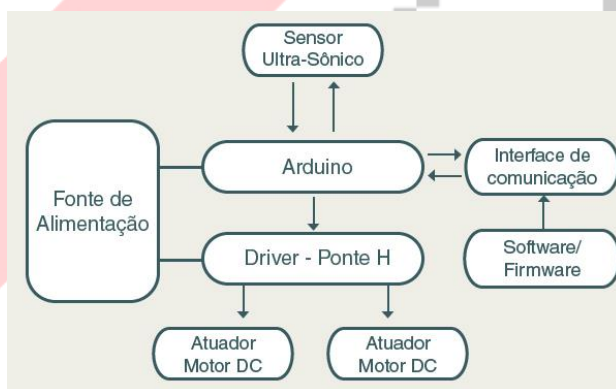 Sensor
Ultra-Sônico
Arduino
Interface de
comunicação
Fonte de
Alimentação
Driver - Ponte H
Software/
Firmware
Atuador
Motor DC
Atuador
Motor DC